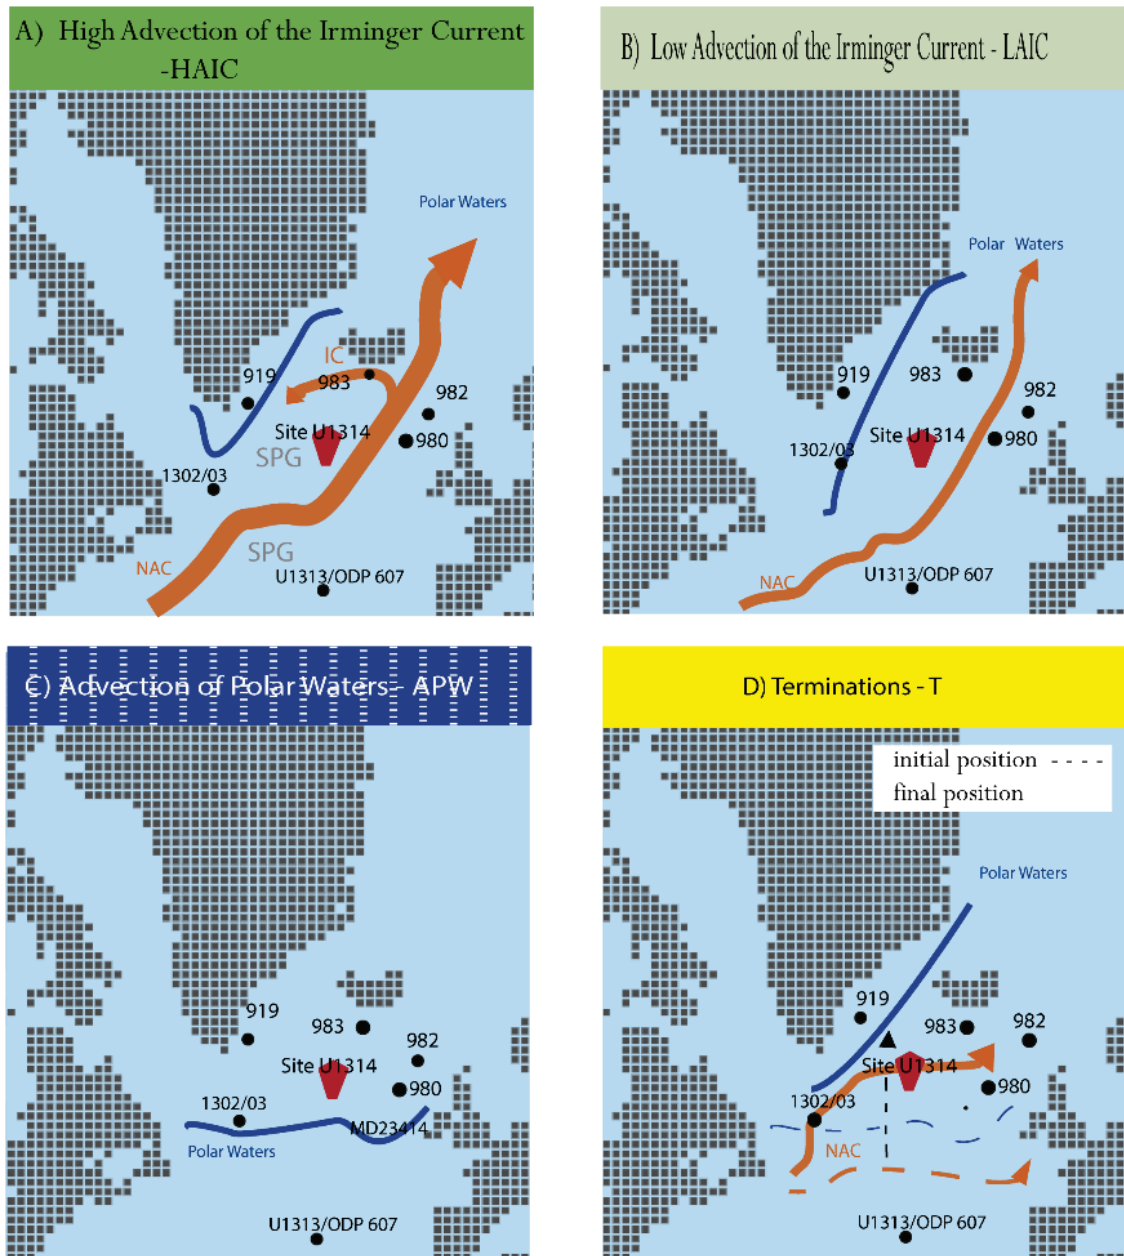 A) High Advection of the Irminger Current
-HAIC
Polar Waters
IC
919
983
982
Site U1314
980
SPG
1302/03
SPG
NAC
U1313/ODP 607
B) Low Advection of the Irminger Current - LAIC
Polar Waters
919
983
982
Site U1314
980
1302/03
NAC
U1313/ODP 607
C) Advection of Polar Waters - APW
919
983
982
Site U1314
980
1302/03
MD23414
Polar Waters
U1313/ODP 607
D) Terminations - T
initial position - - - -
final position
Polar Waters
919
983
982
Site U1314
980
1302/03
NAC
U1313/ODP 607